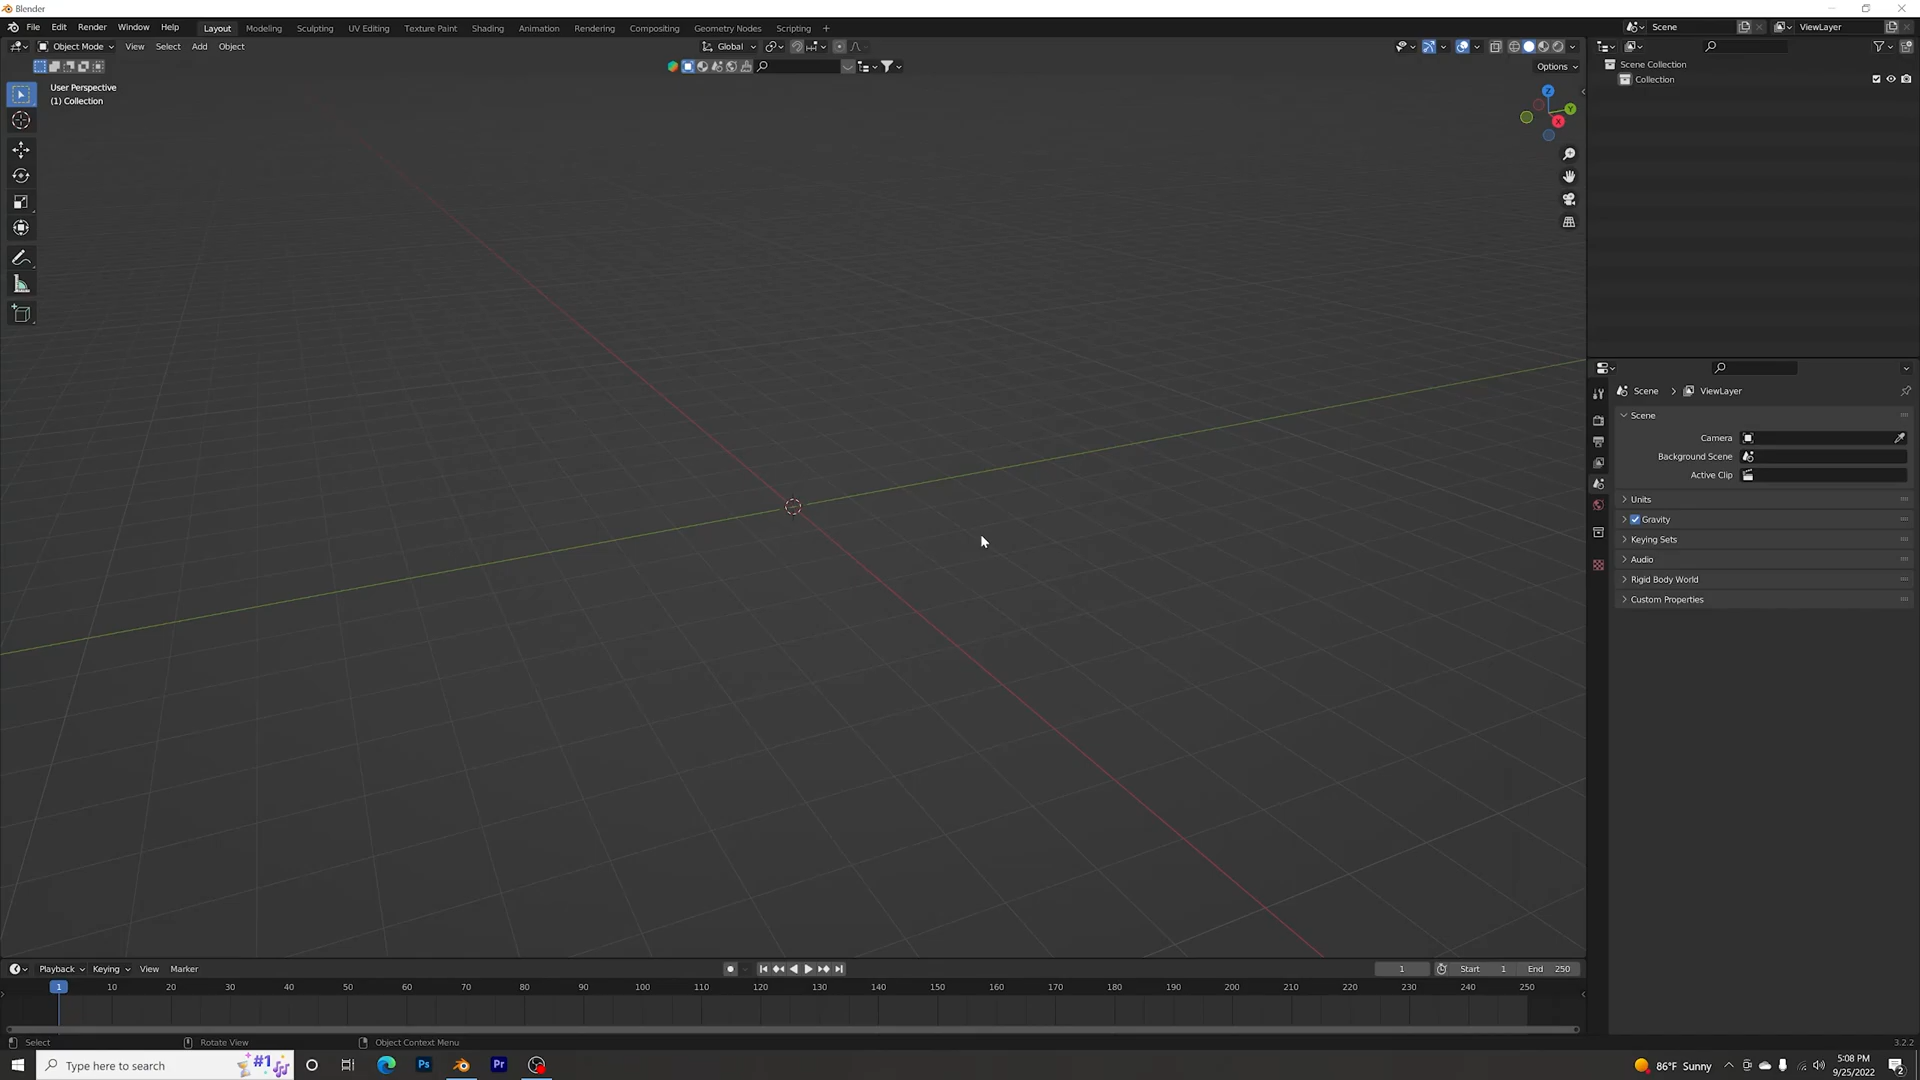 Blender
File Edit Render Window Help Layout Modeling Sculpting UV Editing Texture Paint Shading Animation Rendering Compositing Geometry Nodes Scripting + Scene ViewLayer
Object Mode View Select Add Object Global
Options
User Perspective
(1) Collection
Z
Y
X
Scene Collection
Collection
Scene > ViewLayer
Scene
Camera
Background Scene
Active Clip
Units
Gravity
Keying Sets
Audio
Rigid Body World
Custom Properties
Playback Keying View Marker 1 Start 1 End 250
1 10 20 30 40 50 60 70 80 90 100 110 120 130 140 150 160 170 180 190 200 210 220 230 240 250
Select Rotate View Object Context Menu 3.2.2
Type here to search #1 Ps Pr 86°F Sunny 5:08 PM
9/25/2022 2